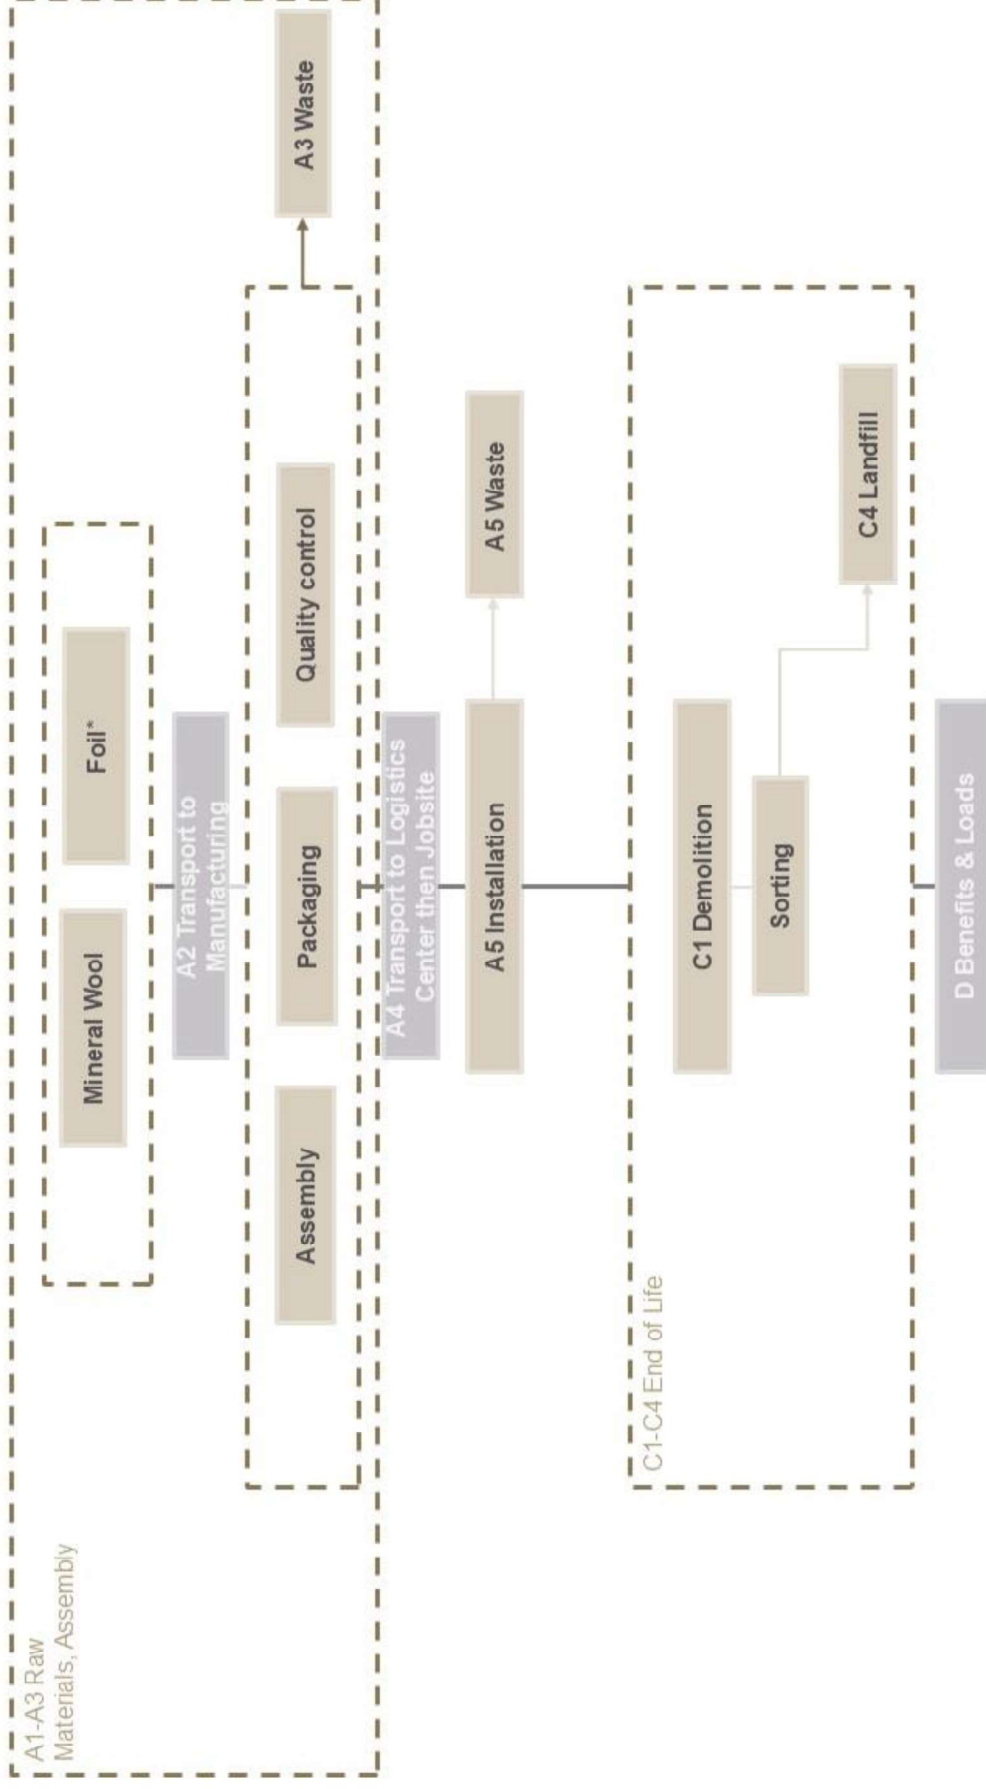 A1-A3 Raw
Materials, Assembly
Mineral Wool
Foil*
A2 Transport to
Manufacturing
Assembly
Packaging
Quality control
A3 Waste
A4 Transport to Logistics
Center then Jobsite
A5 Installation
A5 Waste
C1-C4 End of Life
C1 Demolition
Sorting
C4 Landfill
D Benefits & Loads